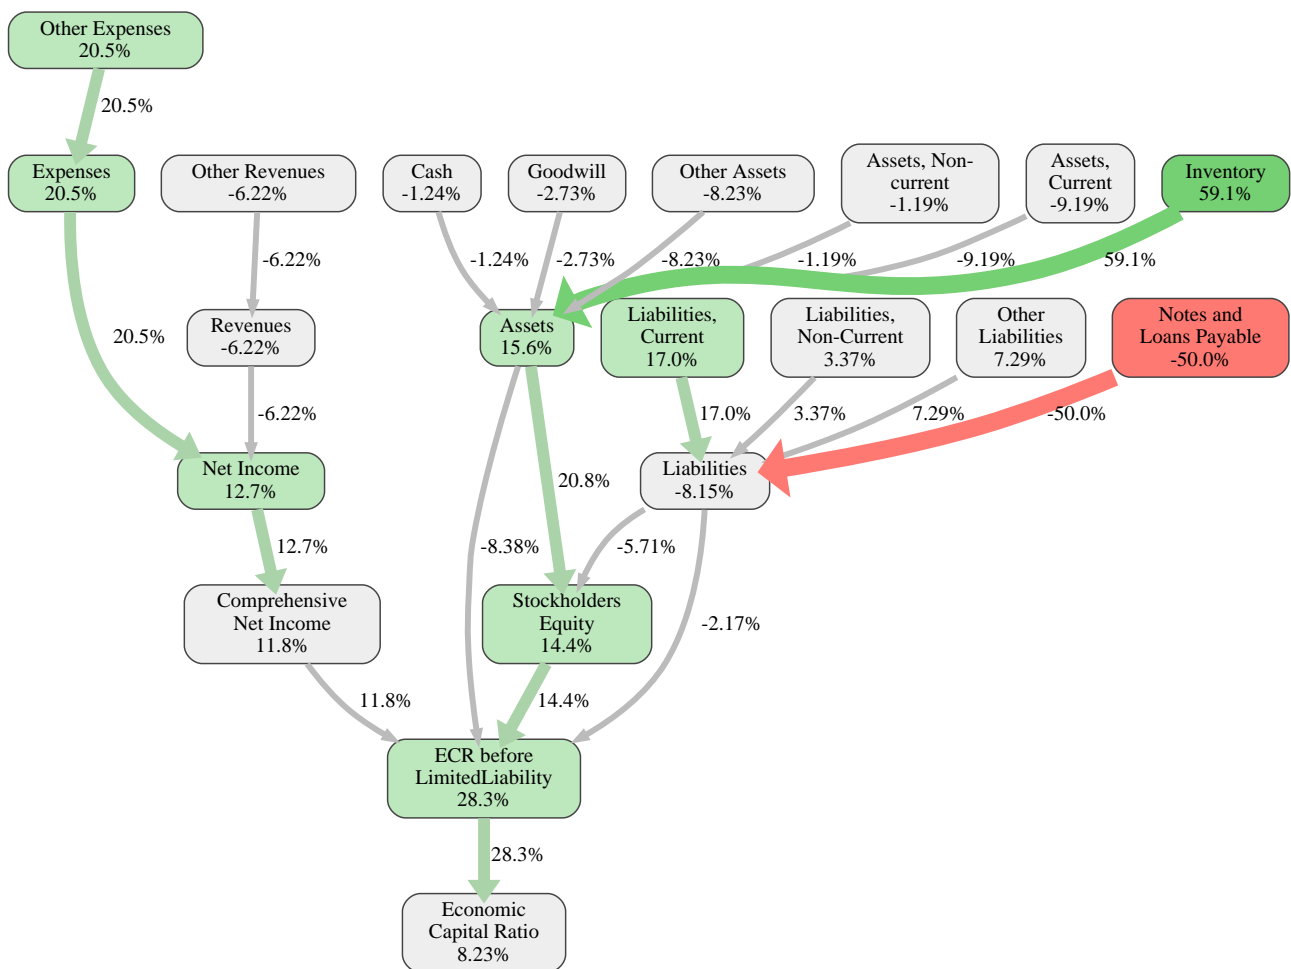 Other Expenses
20.5%
20.5%
Expenses
20.5%
Other Revenues
-6.22%
Cash
-1.24%
Goodwill
-2.73%
Other Assets
-8.23%
Assets, Non-
current
-1.19%
Assets,
Current
-9.19%
Inventory
59.1%
-6.22%
-1.24%
-2.73%
-8.23%
-1.19%
-9.19%
59.1%
20.5%
Revenues
-6.22%
Assets
15.6%
Liabilities,
Current
17.0%
Liabilities,
Non-Current
3.37%
Other
Liabilities
7.29%
Notes and
Loans Payable
-50.0%
-6.22%
17.0%
3.37%
7.29%
-50.0%
Net Income
12.7%
20.8%
Liabilities
-8.15%
12.7%
-8.38%
-5.71%
Comprehensive
Net Income
11.8%
Stockholders
Equity
14.4%
-2.17%
11.8%
14.4%
ECR before
LimitedLiability
28.3%
28.3%
Economic
Capital Ratio
8.23%